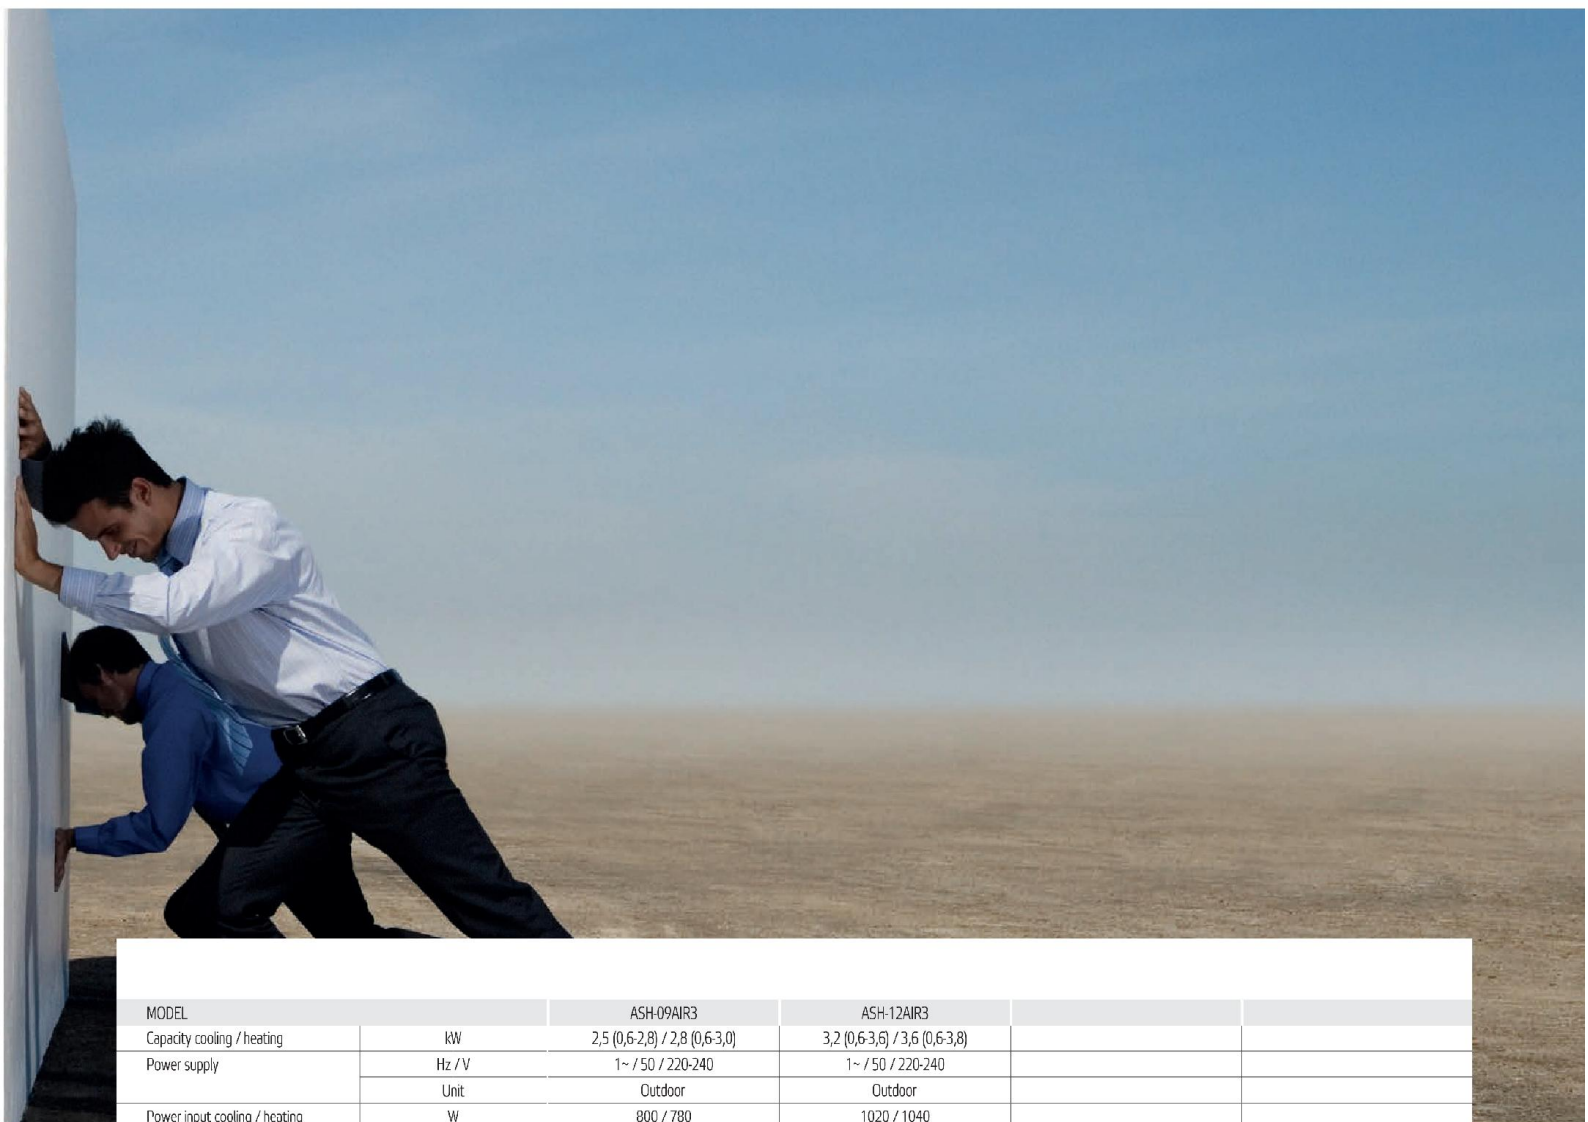 MODEL ASH-09AIR3 ASH-12AIR3
Capacity cooling / heating kW 2,5 (0,6-2,8) / 2,8 (0,6-3,0) 3,2 (0,6-3,6) / 3,6 (0,6-3,8)
Power supply Hz / V 1~ / 50 / 220-240 1~ / 50 / 220-240
Unit Outdoor Outdoor
Power input cooling / heating W 800 / 780 1020 / 1040